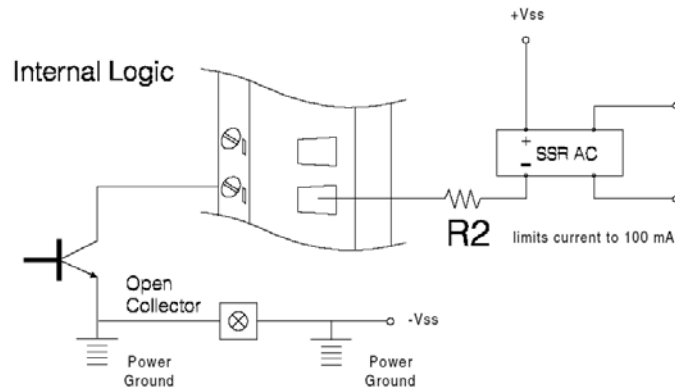 +Vss
Internal Logic
+
-
SSR AC
R2
limits current to 100 mA
Open
Collector
-Vss
Power
Ground
Power
Ground